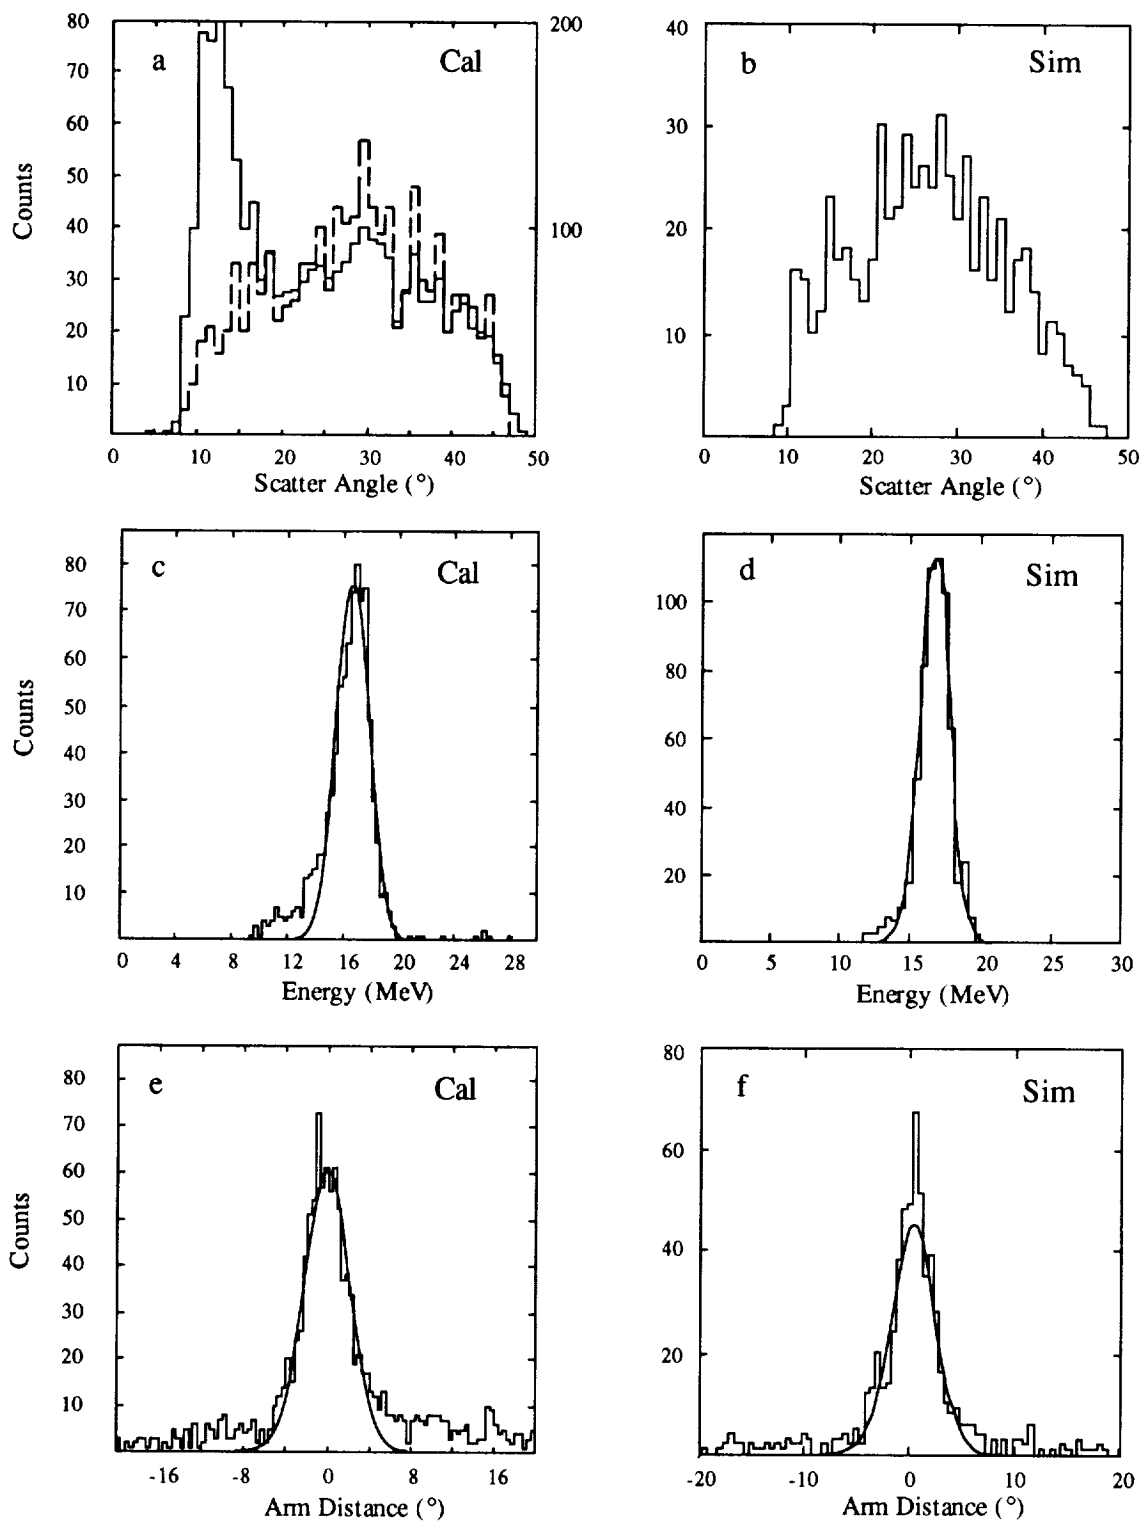 80 200 40
a Cal b Sim
70
60 30
Counts
50
40 100 20
30
20 10
10
0 10 20 30 40 50 0 10 20 30 40 50
Scatter Angle (°) Scatter Angle (°)
80 c Cal d Sim
70 100
60 80
Counts
50 60
40
30 40
20 20
10
0 4 8 12 16 20 24 28 0 5 10 15 20 25 30
Energy (MeV) Energy (MeV)
80 e Cal 80 f Sim
70
60 60
Counts
50 40
40
30 20
20
10
-16 -8 0 8 16 -20 -10 0 10 20
Arm Distance (°) Arm Distance (°)